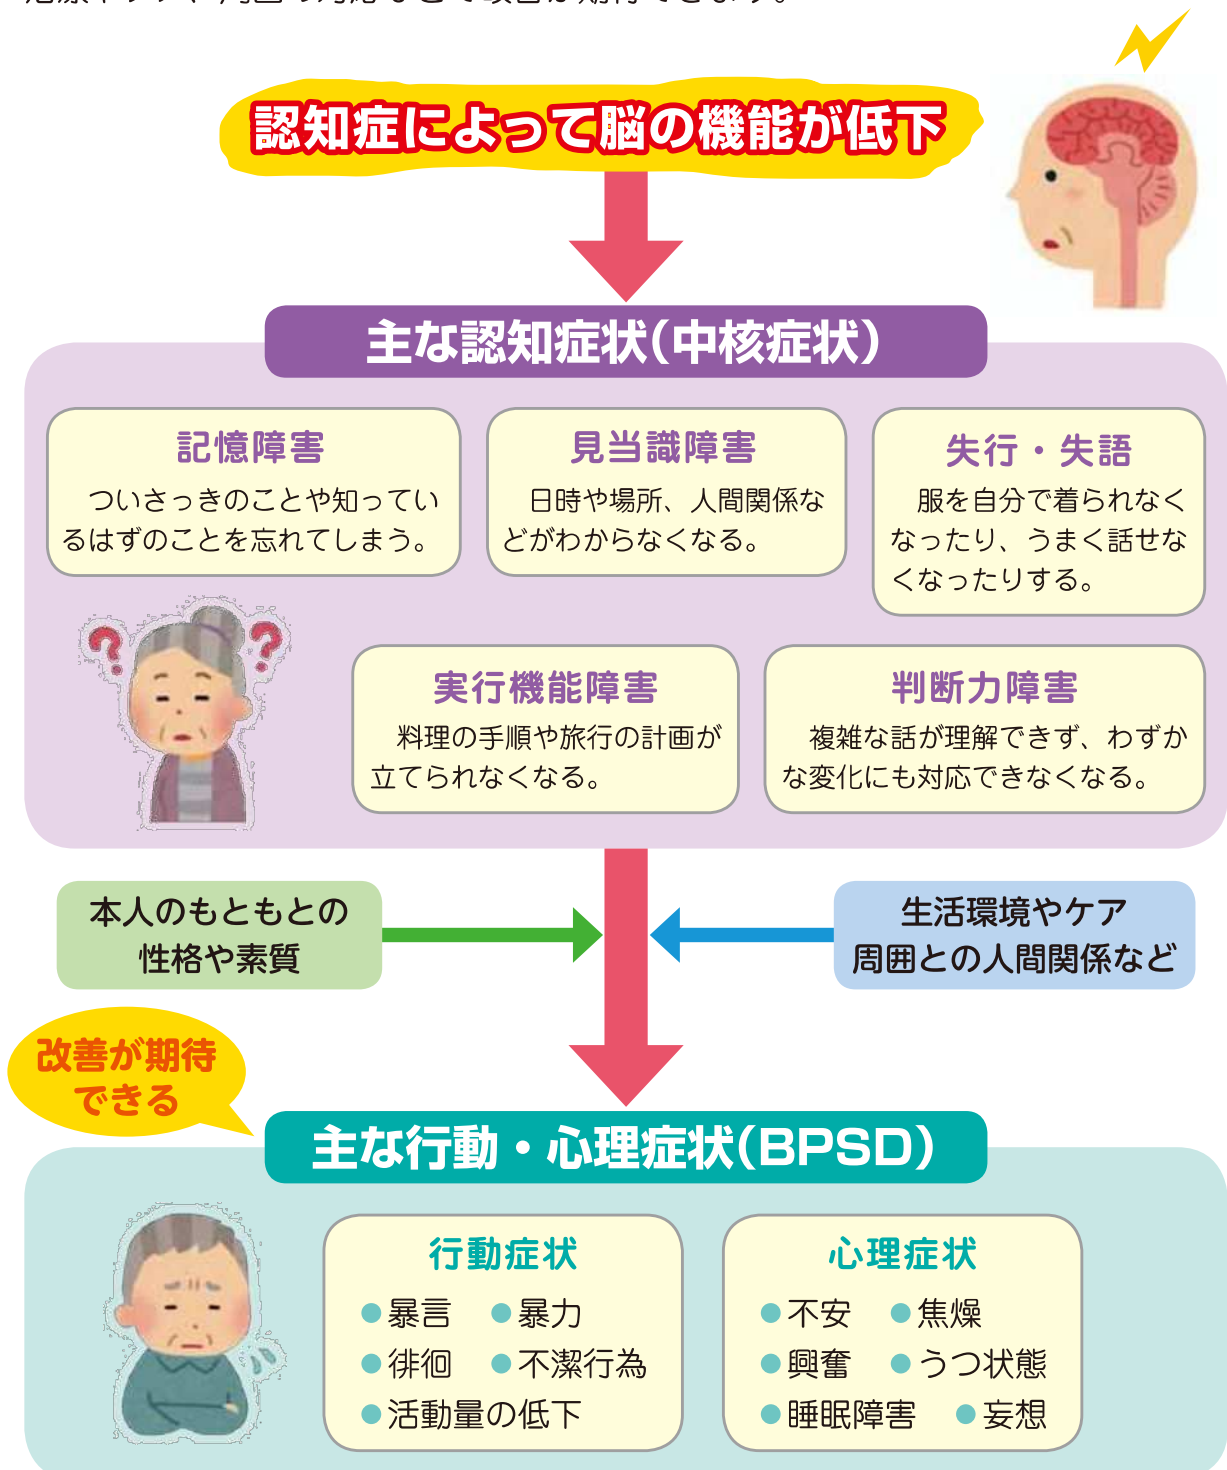 認知症によって脳の機能が低下
主な認知症状(中核症状)
記憶障害
ついさっきのことや知ってい
るはずのことを忘れてしまう。
見当識障害
日時や場所、人間関係な
どがわからなくなる。
失行・失語
服を自分で着られなく
なったり、うまく話せな
くなったりする。
実行機能障害
料理の手順や旅行の計画が
立てられなくなる。
判断力障害
複雑な話が理解できず、わずか
な変化にも対応できなくなる。
本人のもともとの
性格や素質
生活環境やケア
周囲との人間関係など
改善が期待
できる
主な行動・心理症状(BPSD)
行動症状
●暴言 ●暴力
●徘徊 ●不潔行為
●活動量の低下
心理症状
●不安 ●焦燥
●興奮 ●うつ状態
●睡眠障害 ●妄想